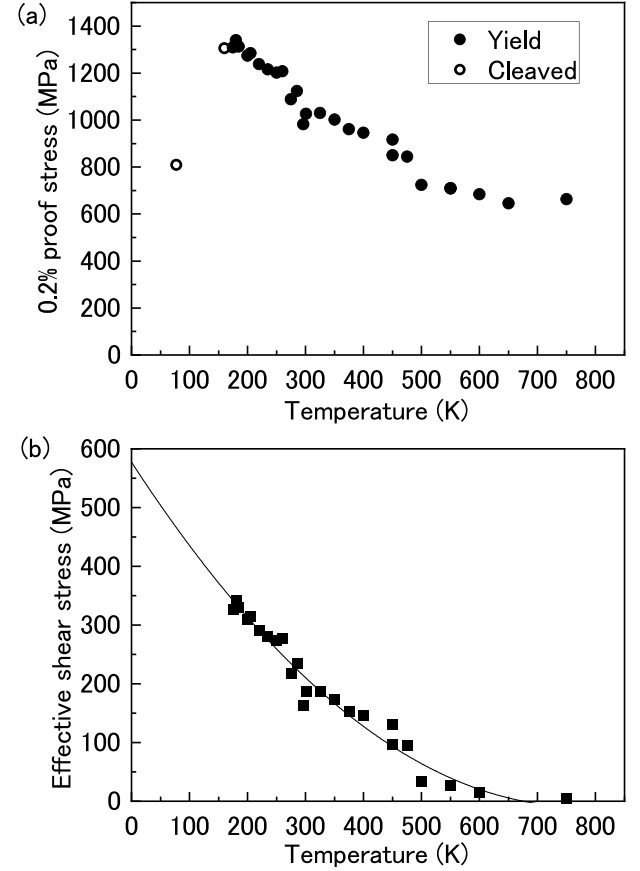 (a)
1400
1200
1000
800
600
400
200
0
0.2% proof stress (MPa)
Yield
Cleaved
0 100 200 300 400 500 600 700 800
Temperature (K)
(b)
600
500
400
300
200
100
0
Effective shear stress (MPa)
0 100 200 300 400 500 600 700 800
Temperature (K)